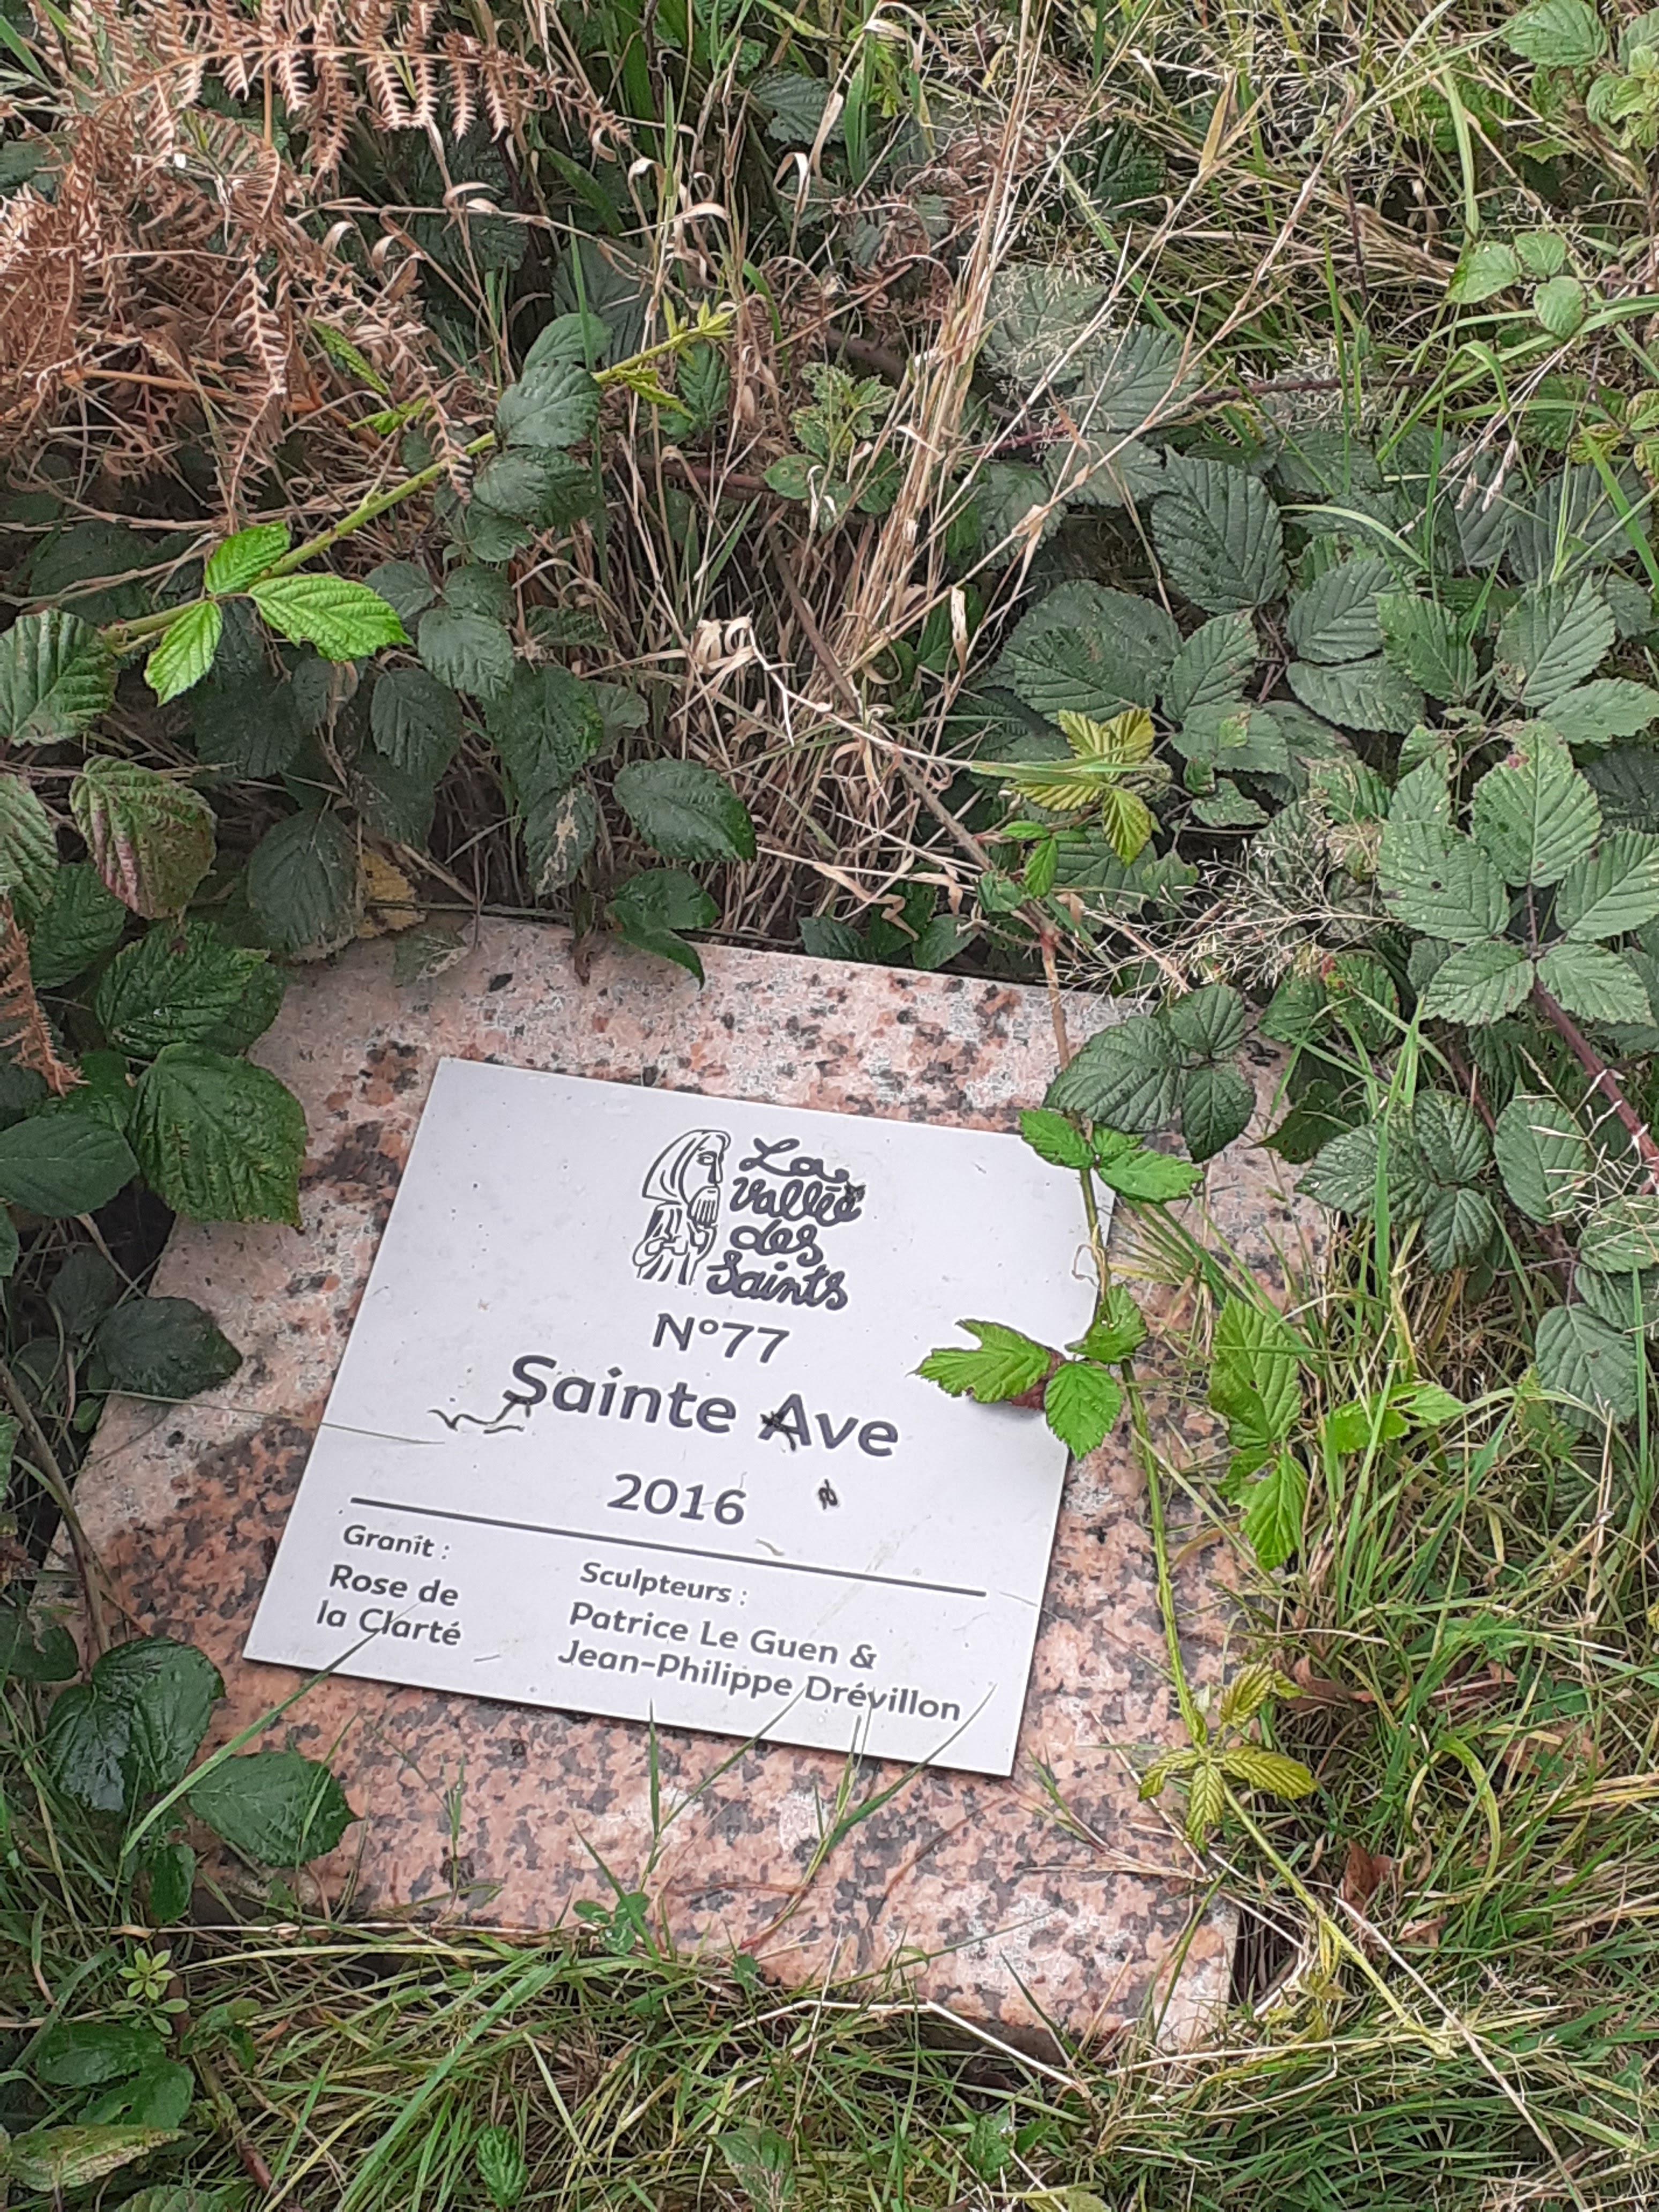 La
Vallée
des
Saints
N°77
Sainte Ave
2016
Granit :
Rose de
la Clarté
Sculpteurs :
Patrice Le Guen &
Jean-Philippe Drévillon